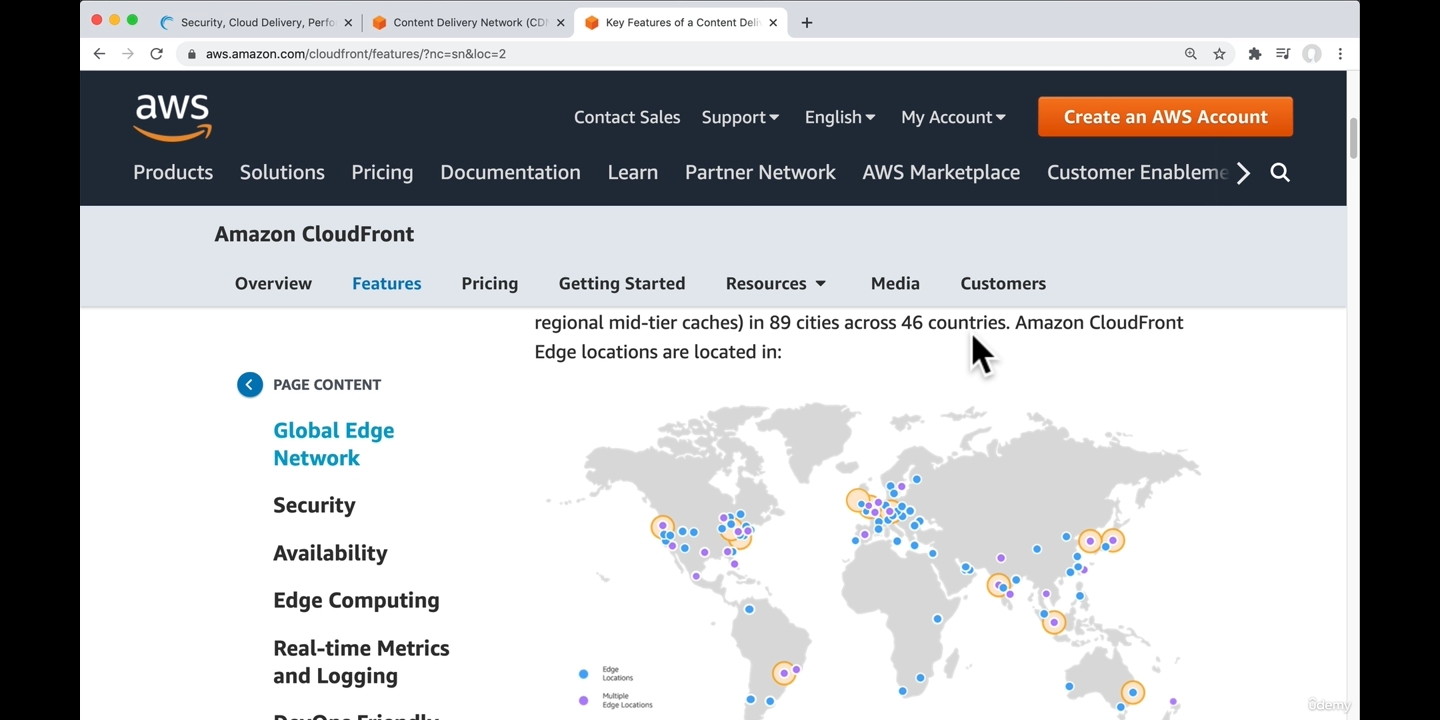 Security, Cloud Delivery, Perfo
Content Delivery Network (CD
Key Features of a Content Deli
aws.amazon.com/cloudfront/features/?nc=sn&loc=2
aws
Contact Sales
Support
English
My Account
Create an AWS Account
Products
Solutions
Pricing
Documentation
Learn
Partner Network
AWS Marketplace
Customer Enableme
Amazon CloudFront
Overview
Features
Pricing
Getting Started
Resources
Media
Customers
regional mid-tier caches) in 89 cities across 46 countries. Amazon CloudFront
Edge locations are located in:
PAGE CONTENT
Global Edge
Network
Security
Availability
Edge Computing
Real-time Metrics
and Logging
DevOps Friendly
Edge
Locations
Multiple
Edge Locations
ûdemy